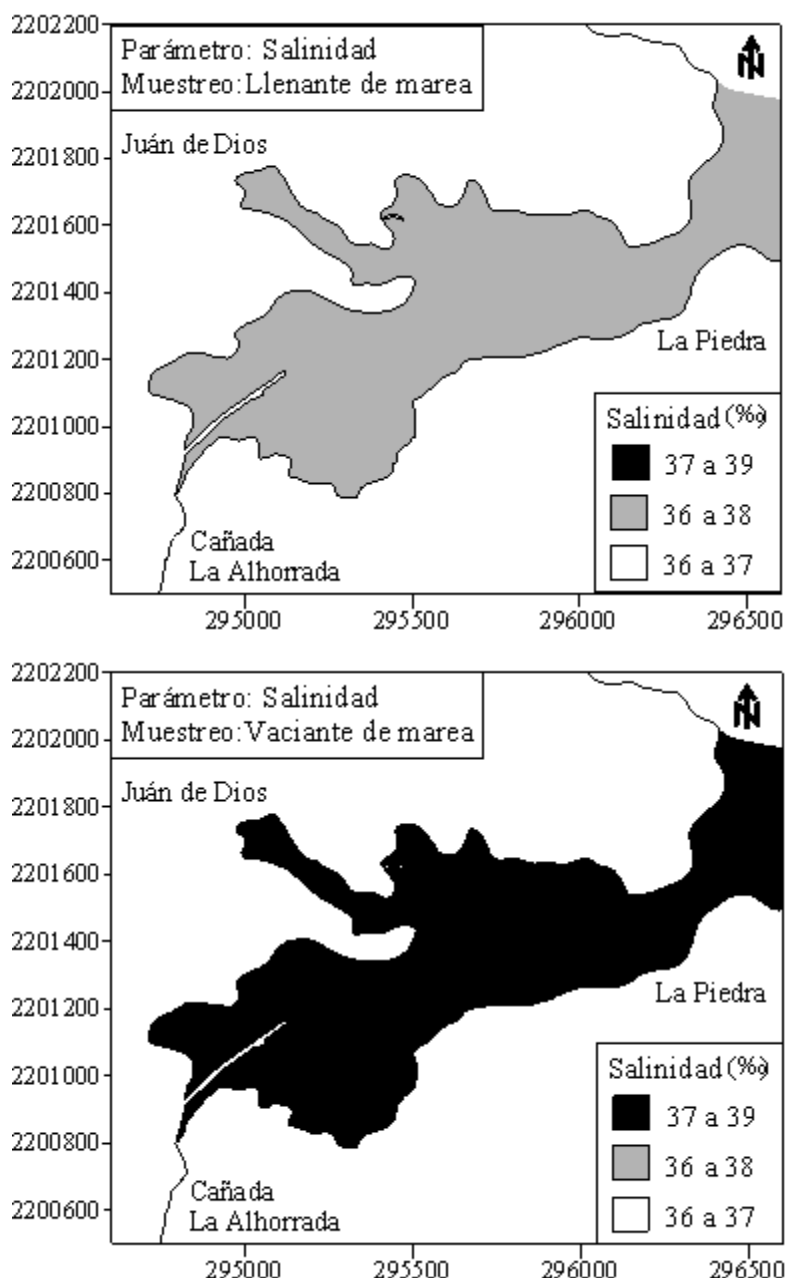 2202200
Parámetro: Salinidad
Muestreo: Llenante de marea
N
2202000
Juán de Dios
2201800
2201600
2201400
La Piedra
2201200
Salinidad (‰)
2201000
37 a 39
2200800
36 a 38
Cañada
2200600
La Alhorrada
36 a 37
295000
295500
296000
296500
2202200
Parámetro: Salinidad
Muestreo: Vaciante de marea
N
2202000
Juán de Dios
2201800
2201600
2201400
La Piedra
2201200
Salinidad (‰)
2201000
37 a 39
2200800
36 a 38
Cañada
2200600
La Alhorrada
36 a 37
295000
295500
296000
296500